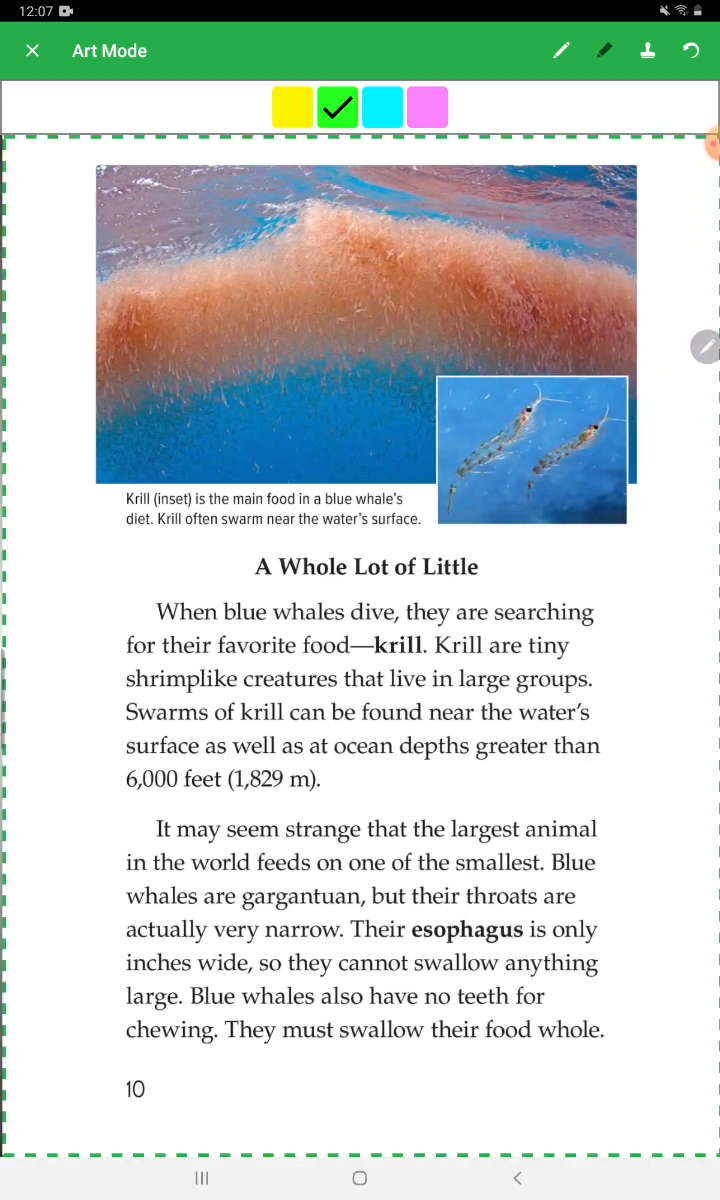 12:07
Art Mode
Krill (inset) is the main food in a blue whale's
diet. Krill often swarm near the water's surface.
A Whole Lot of Little
When blue whales dive, they are searching
for their favorite food—krill. Krill are tiny
shrimplike creatures that live in large groups.
Swarms of krill can be found near the water's
surface as well as at ocean depths greater than
6,000 feet (1,829 m).
It may seem strange that the largest animal
in the world feeds on one of the smallest. Blue
whales are gargantuan, but their throats are
actually very narrow. Their esophagus is only
inches wide, so they cannot swallow anything
large. Blue whales also have no teeth for
chewing. They must swallow their food whole.
10